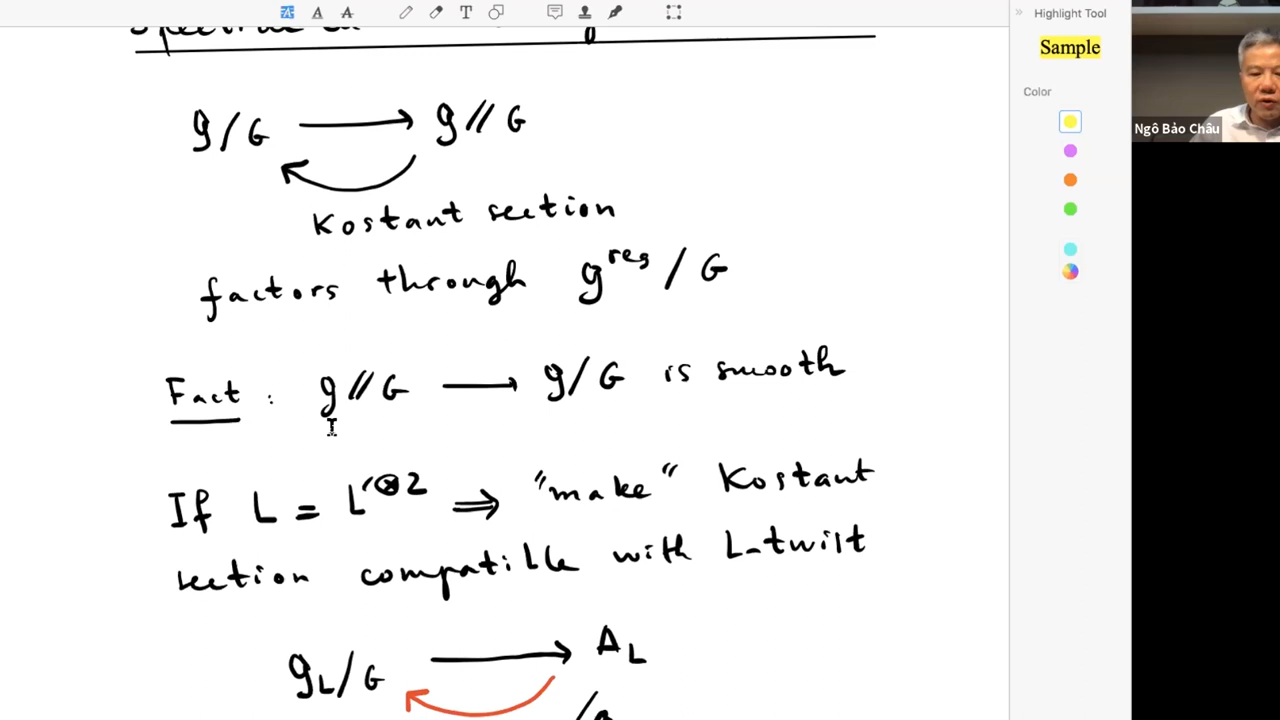 Highlight Tool
Sample
Color
Ngô Bảo Châu
g/G ⟶ g//G
Kostant section
factors through g^reg / G
Fact : g//G ⟶ g/G is smooth
If L = L'^⊗2 ⟹ "make" Kostant
section compatible with L-twist
g_L/G ⟶ A_L